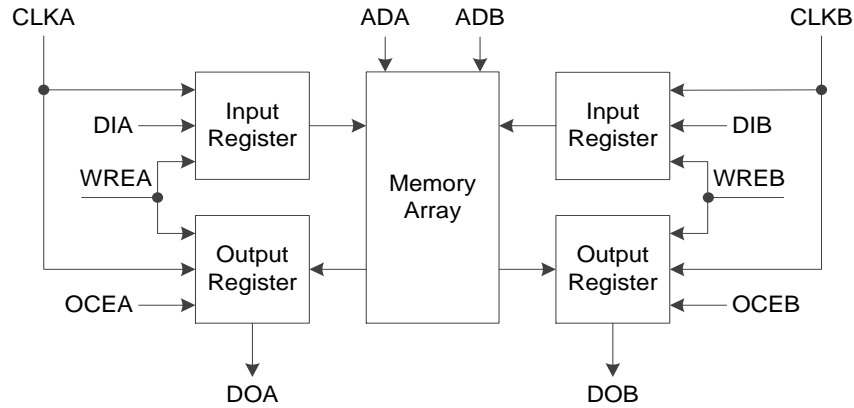 CLKA
ADA
ADB
CLKB
Input
Register
Input
Register
DIA
DIB
WREA
WREB
Memory
Array
Output
Register
Output
Register
OCEA
OCEB
DOA
DOB